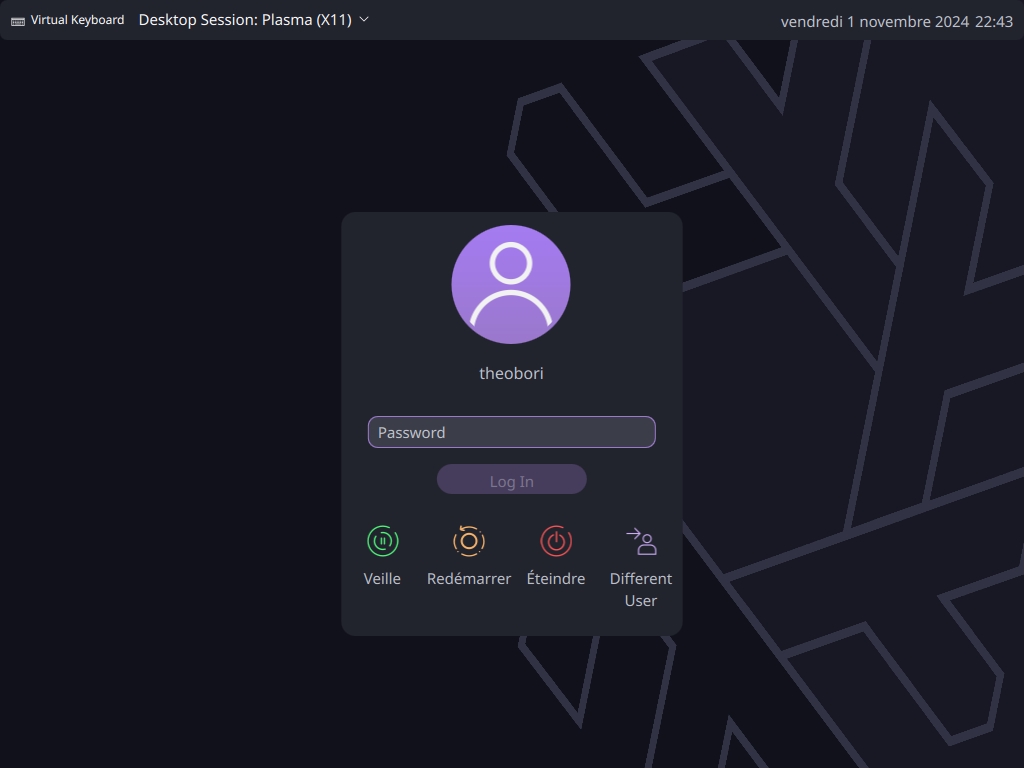 Virtual Keyboard
Desktop Session: Plasma (X11)
vendredi 1 novembre 2024 22:43
theobori
Password
Log In
Veille
Redémarrer
Éteindre
Different
User